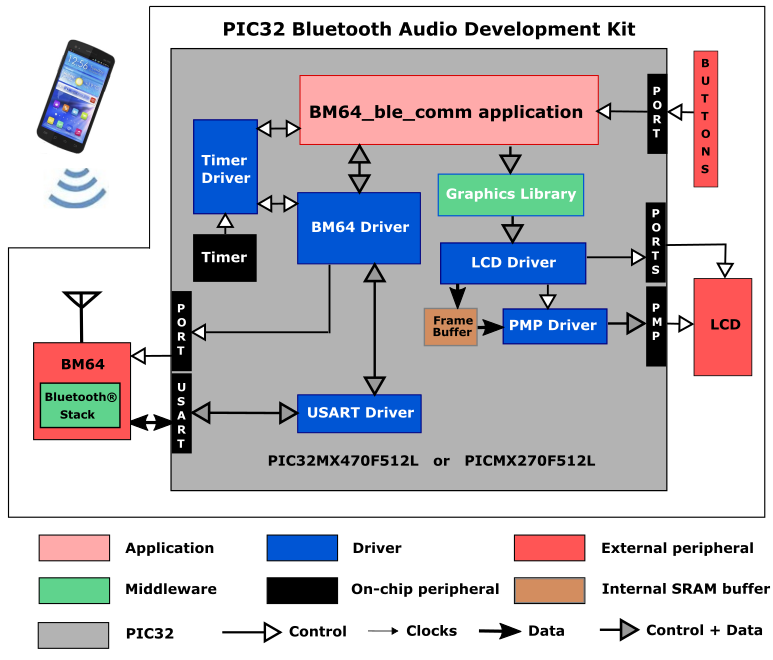 PIC32 Bluetooth Audio Development Kit
12:56
BUTTONS
PORT
BM64_ble_comm application
Timer
Driver
Graphics Library
BM64 Driver
PORTS
Timer
LCD Driver
PORT
Frame
Buffer
PMP Driver
PMP
LCD
BM64
Bluetooth®
Stack
USART
USART Driver
PIC32MX470F512L or PICMX270F512L
Application
Driver
External peripheral
Middleware
On-chip peripheral
Internal SRAM buffer
PIC32
Control
Clocks
Data
Control + Data